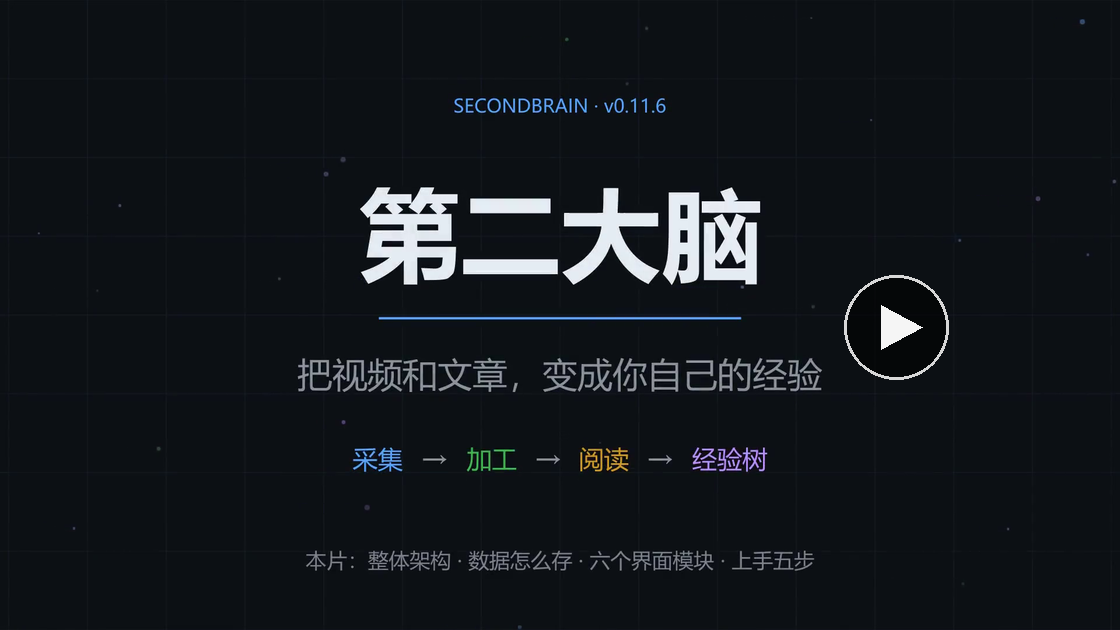 SECONDBRAIN · v0.11.6
第二大脑
把视频和文章，变成你自己的经验
采集 → 加工 → 阅读 → 经验树
本片：整体架构 · 数据怎么存 · 六个界面模块 · 上手五步